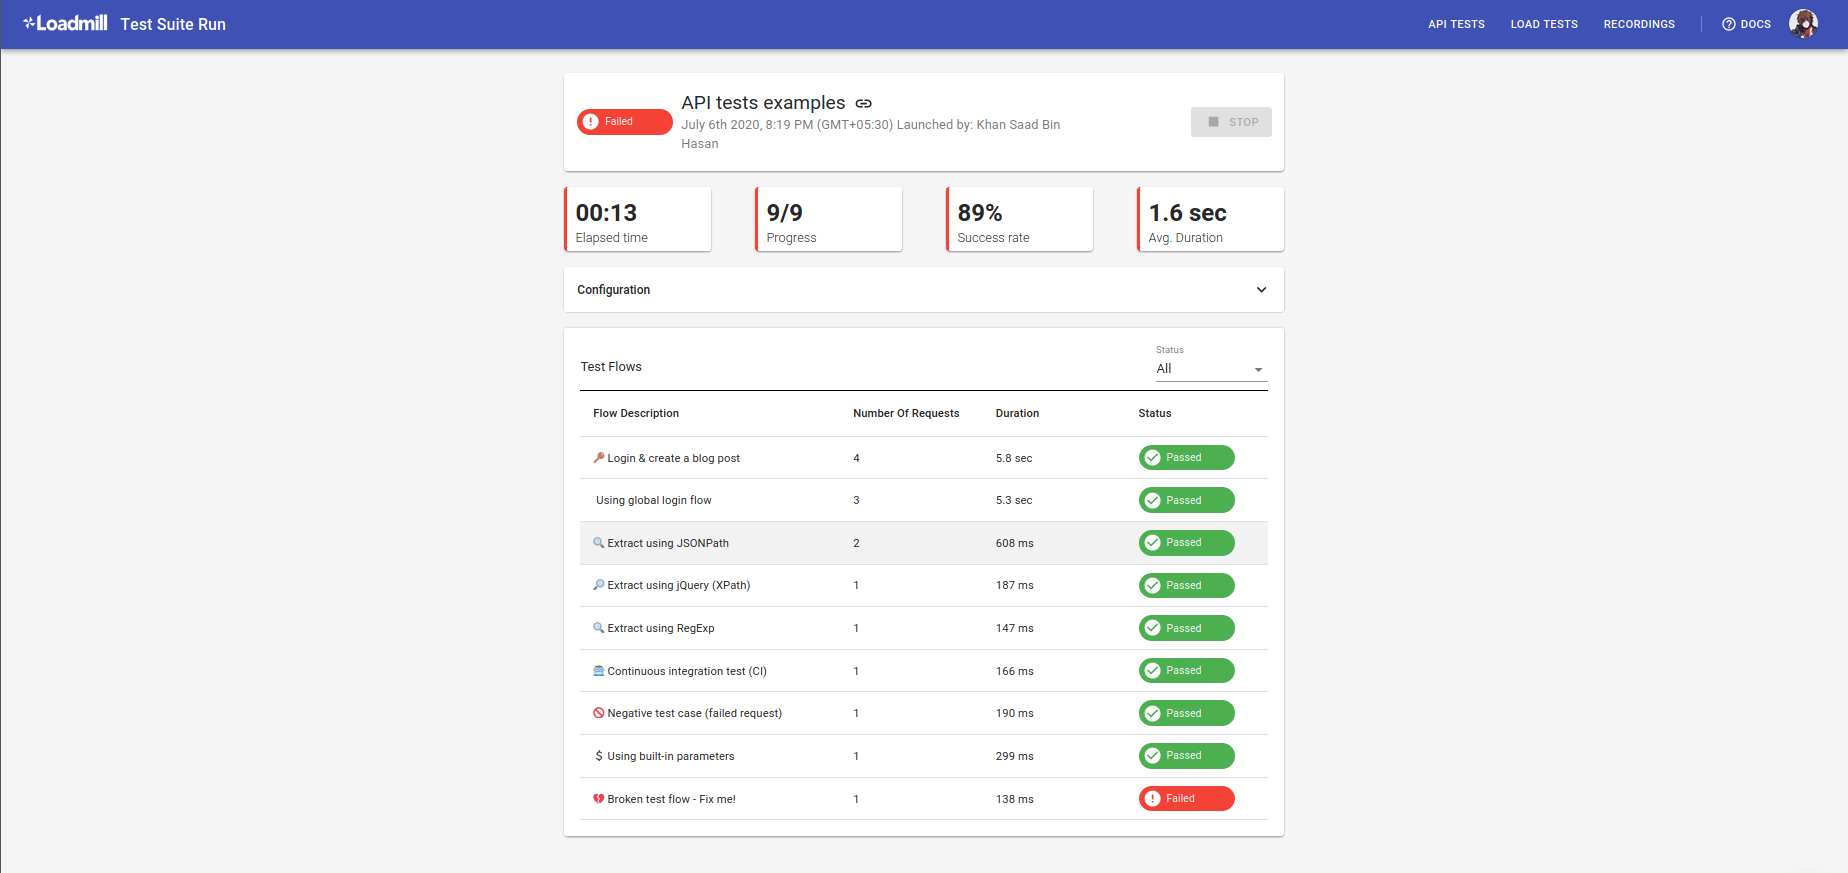 Loadmill Test Suite Run API TESTS LOAD TESTS RECORDINGS DOCS
API tests examples
Failed
July 6th 2020, 8:19 PM (GMT+05:30) Launched by: Khan Saad Bin
Hasan
STOP
00:13 9/9 89% 1.6 sec
Elapsed time Progress Success rate Avg. Duration
Configuration
Status
Test Flows All
Flow Description Number Of Requests Duration Status
Login & create a blog post 4 5.8 sec Passed
Using global login flow 3 5.3 sec Passed
Extract using JSONPath 2 608 ms Passed
Extract using jQuery (XPath) 1 187 ms Passed
Extract using RegExp 1 147 ms Passed
Continuous integration test (CI) 1 166 ms Passed
Negative test case (failed request) 1 190 ms Passed
$ Using built-in parameters 1 299 ms Passed
Broken test flow - Fix me! 1 138 ms Failed